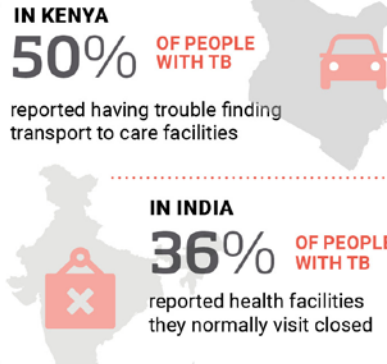 IN KENYA
50% OF PEOPLE
WITH TB
reported having trouble finding
transport to care facilities
IN INDIA
36% OF PEOPLE
WITH TB
reported health facilities
they normally visit closed